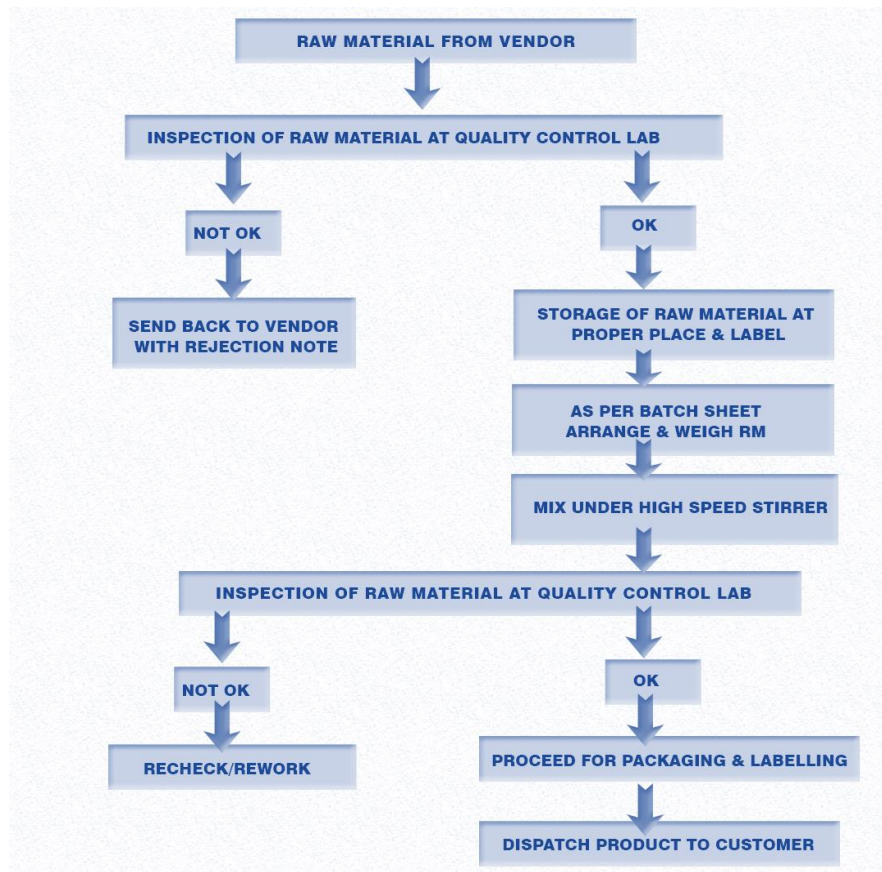 RAW MATERIAL FROM VENDOR
INSPECTION OF RAW MATERIAL AT QUALITY CONTROL LAB
NOT OK
OK
SEND BACK TO VENDOR
WITH REJECTION NOTE
STORAGE OF RAW MATERIAL AT
PROPER PLACE & LABEL
AS PER BATCH SHEET
ARRANGE & WEIGH RM
MIX UNDER HIGH SPEED STIRRER
INSPECTION OF RAW MATERIAL AT QUALITY CONTROL LAB
NOT OK
OK
RECHECK/REWORK
PROCEED FOR PACKAGING & LABELLING
DISPATCH PRODUCT TO CUSTOMER